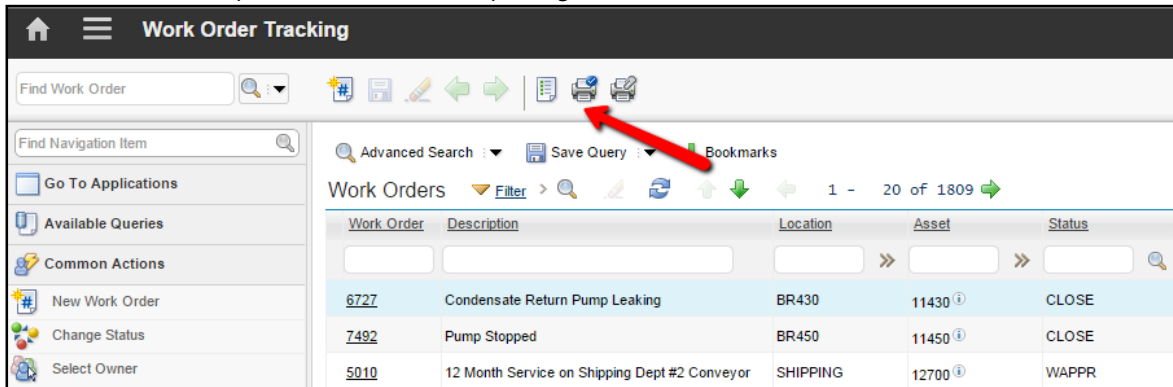 Work Order Tracking
Find Work Order
Find Navigation Item
Advanced Search Save Query Bookmarks
Go To Applications
Work Orders Filter > 1 - 20 of 1809
Available Queries
Work Order Description Location Asset Status
Common Actions
New Work Order
6727 Condensate Return Pump Leaking BR430 11430 CLOSE
Change Status
7492 Pump Stopped BR450 11450 CLOSE
Select Owner
5010 12 Month Service on Shipping Dept #2 Conveyor SHIPPING 12700 WAPPR